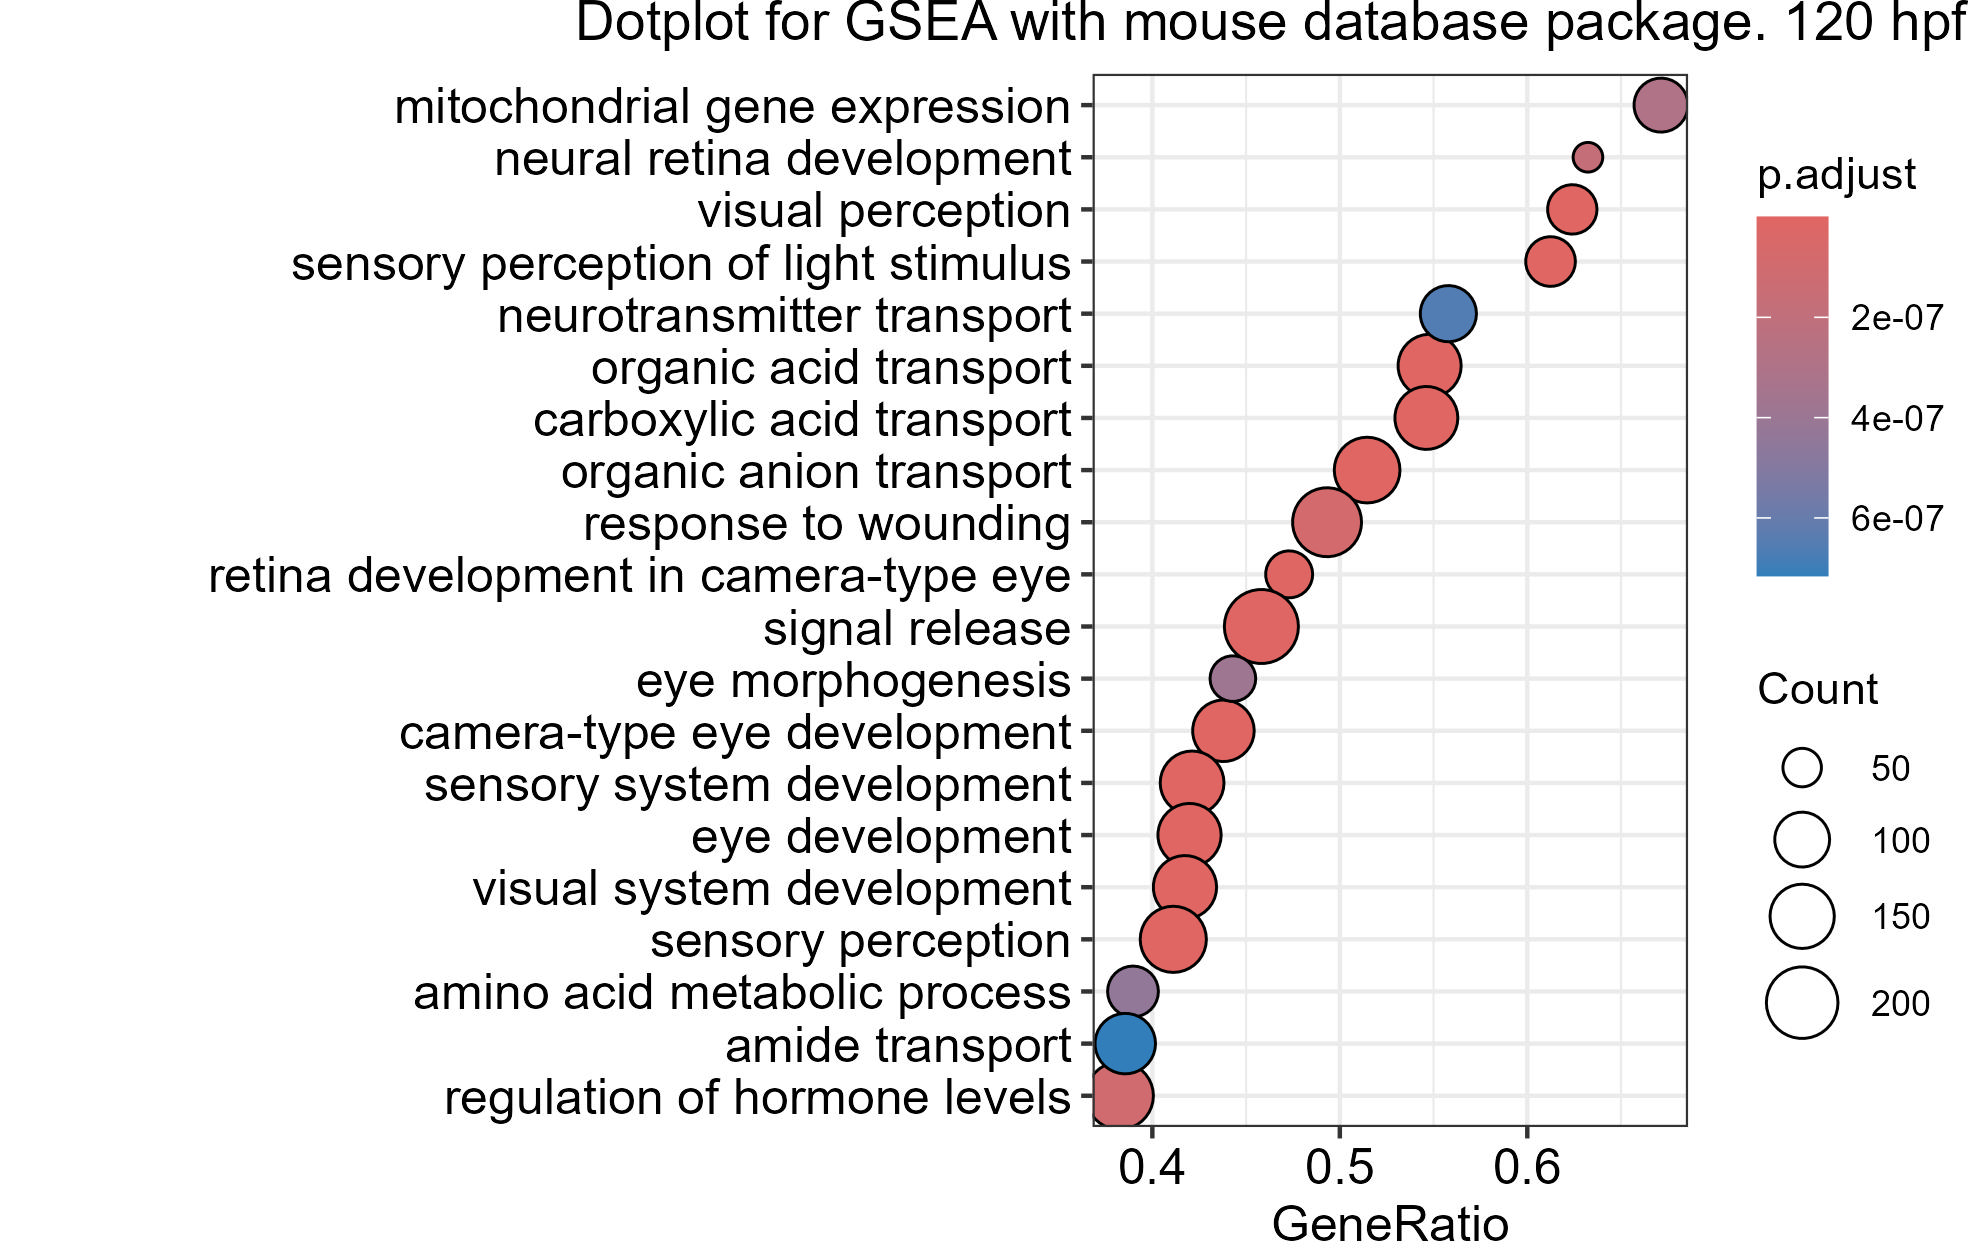 Dotplot for GSEA with mouse database package. 120 hpf
mitochondrial gene expression
neural retina development
visual perception
sensory perception of light stimulus
neurotransmitter transport
organic acid transport
carboxylic acid transport
organic anion transport
response to wounding
retina development in camera-type eye
signal release
eye morphogenesis
camera-type eye development
sensory system development
eye development
visual system development
sensory perception
amino acid metabolic process
amide transport
regulation of hormone levels
0.4 0.5 0.6
GeneRatio
p.adjust
2e-07
4e-07
6e-07
Count
50
100
150
200